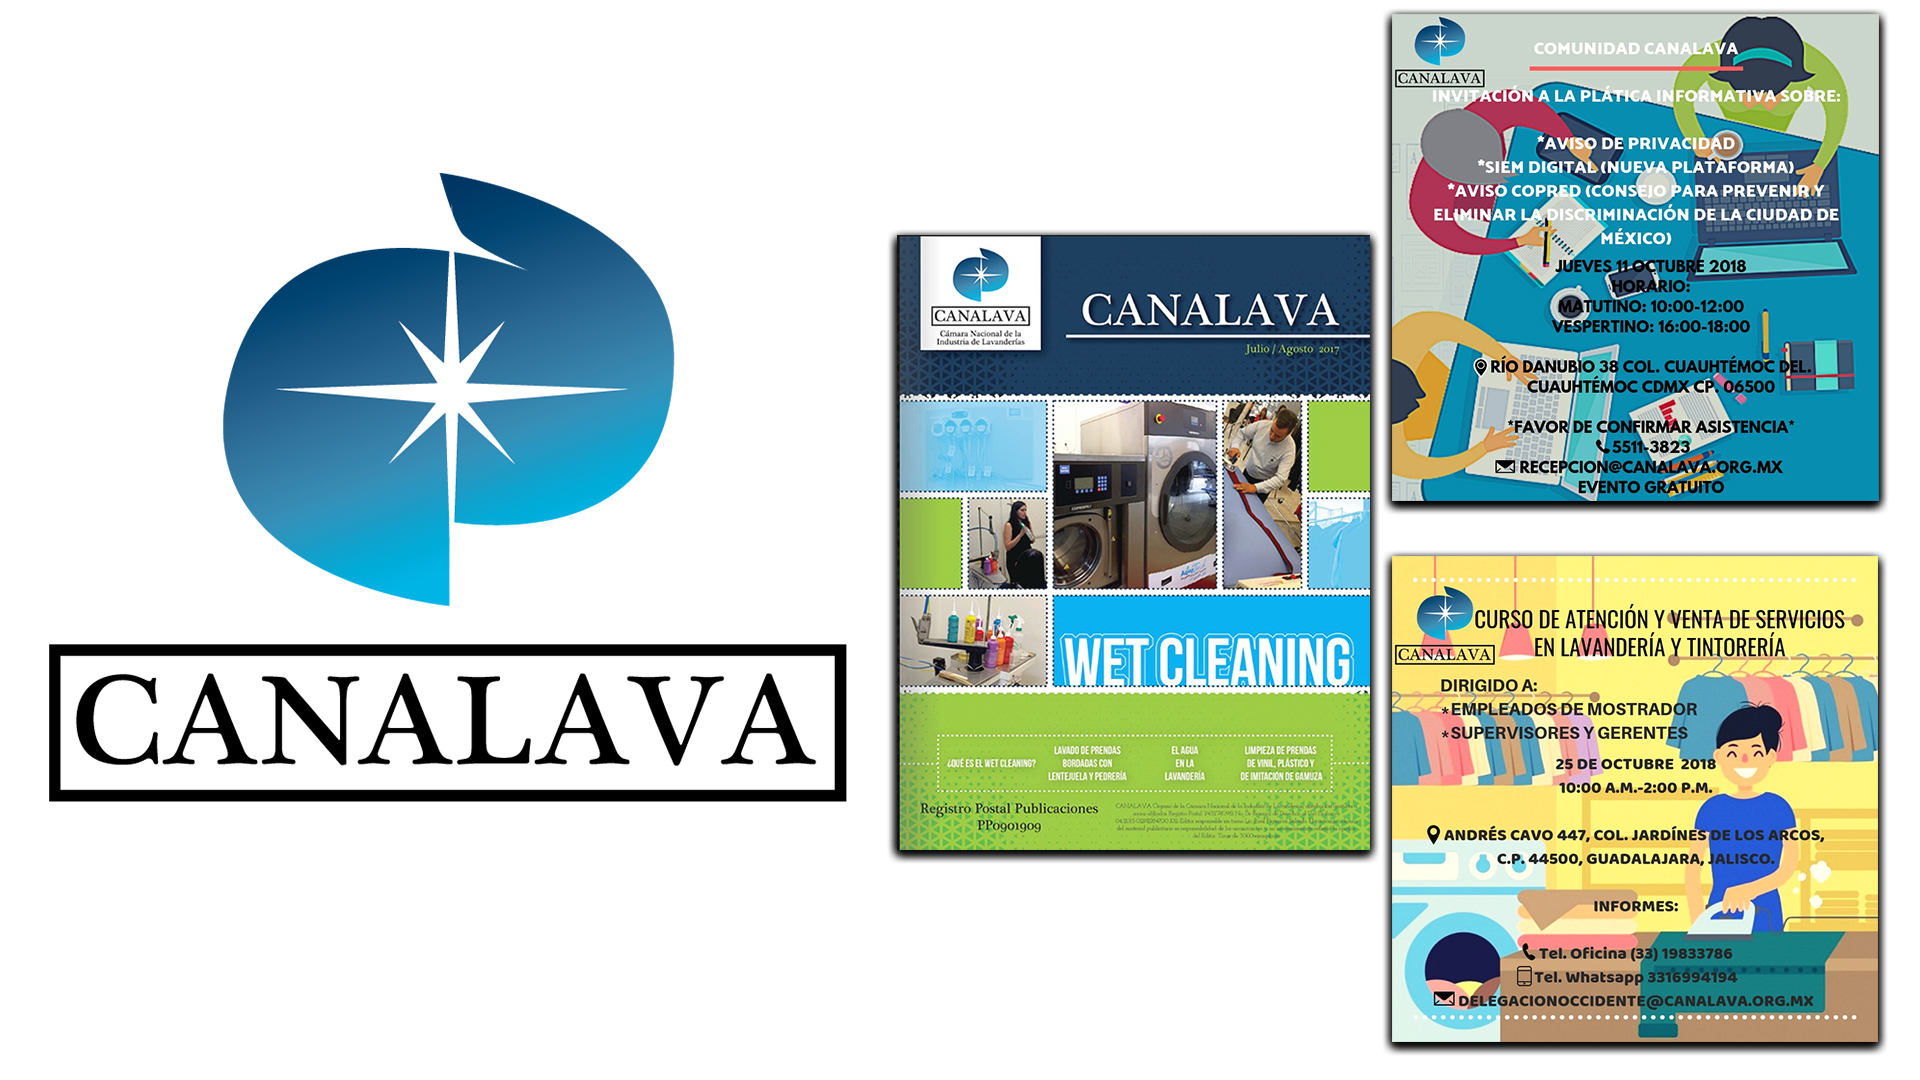 CANALAVA
CANALAVA
Cámara Nacional de la
Industria de Lavanderías
CANALAVA
Julio / Agosto 2017
WET CLEANING
¿QUÉ ES EL WET CLEANING?
LAVADO DE PRENDAS
BORDADAS CON
LENTEJUELA Y PEDRERÍA
EL AGUA
EN LA
LAVANDERÍA
LIMPIEZA DE PRENDAS
DE VINIL, PLÁSTICO Y
DE IMITACIÓN DE GAMUZA
Registro Postal Publicaciones
PP0901909
CANALAVA
COMUNIDAD CANALAVA
INVITACIÓN A LA PLÁTICA INFORMATIVA SOBRE:
*AVISO DE PRIVACIDAD
*SIEM DIGITAL (NUEVA PLATAFORMA)
*AVISO COPRED (CONSEJO PARA PREVENIR Y
ELIMINAR LA DISCRIMINACIÓN DE LA CIUDAD DE
MÉXICO)
JUEVES 11 OCTUBRE 2018
HORARIO:
MATUTINO: 10:00-12:00
VESPERTINO: 16:00-18:00
RÍO DANUBIO 38 COL. CUAUHTÉMOC DEL.
CUAUHTÉMOC CDMX CP. 06500
*FAVOR DE CONFIRMAR ASISTENCIA*
5511-3823
RECEPCION@CANALAVA.ORG.MX
EVENTO GRATUITO
CANALAVA
CURSO DE ATENCIÓN Y VENTA DE SERVICIOS
EN LAVANDERÍA Y TINTORERÍA
DIRIGIDO A:
*EMPLEADOS DE MOSTRADOR
*SUPERVISORES Y GERENTES
25 DE OCTUBRE 2018
10:00 A.M.-2:00 P.M.
ANDRÉS CAVO 447, COL. JARDÍNES DE LOS ARCOS,
C.P. 44500, GUADALAJARA, JALISCO.
INFORMES:
Tel. Oficina (33) 19833786
Tel. Whatsapp 3316994194
DELEGACIONOCCIDENTE@CANALAVA.ORG.MX